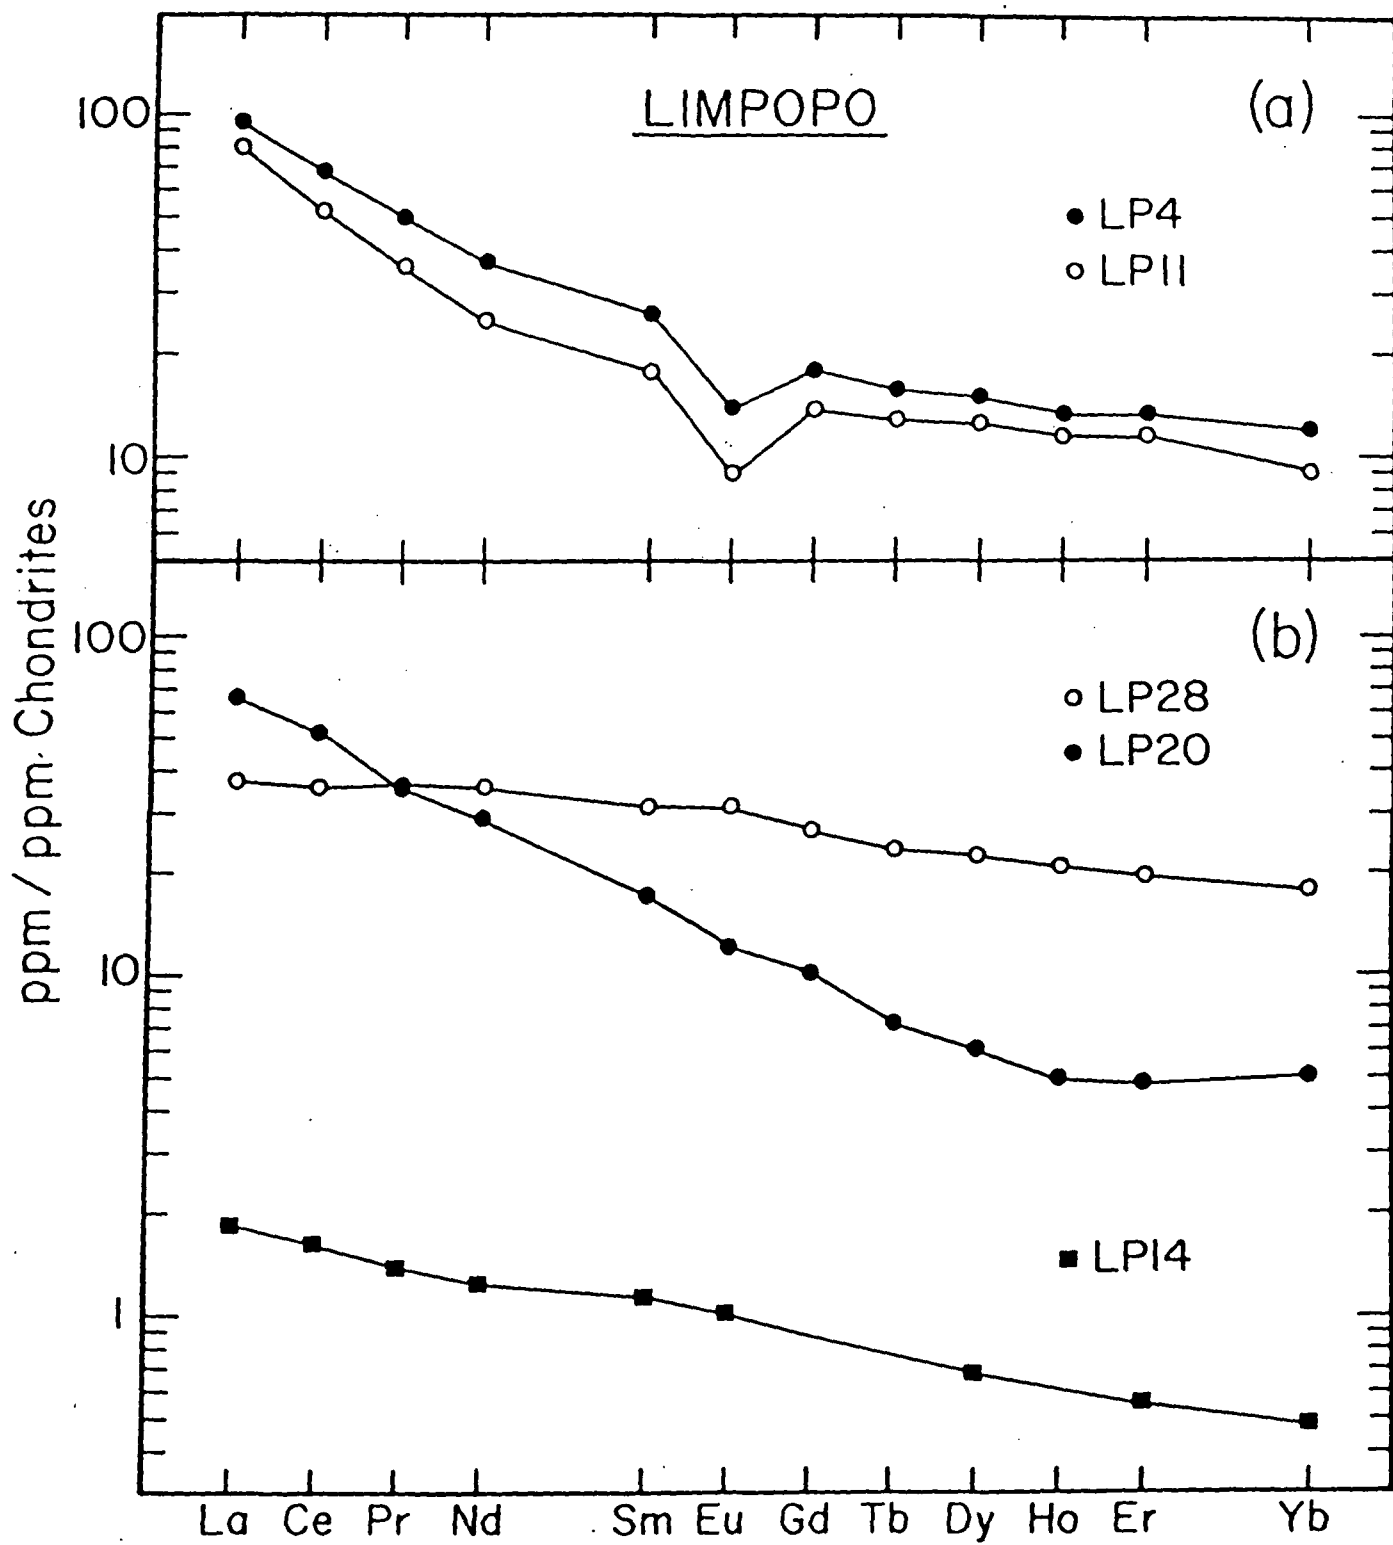 LIMPOPO
(a)
100
10
● LP4
○ LP11
ppm / ppm. Chondrites
(b)
100
10
1
○ LP28
● LP20
■ LP14
La Ce Pr Nd Sm Eu Gd Tb Dy Ho Er Yb